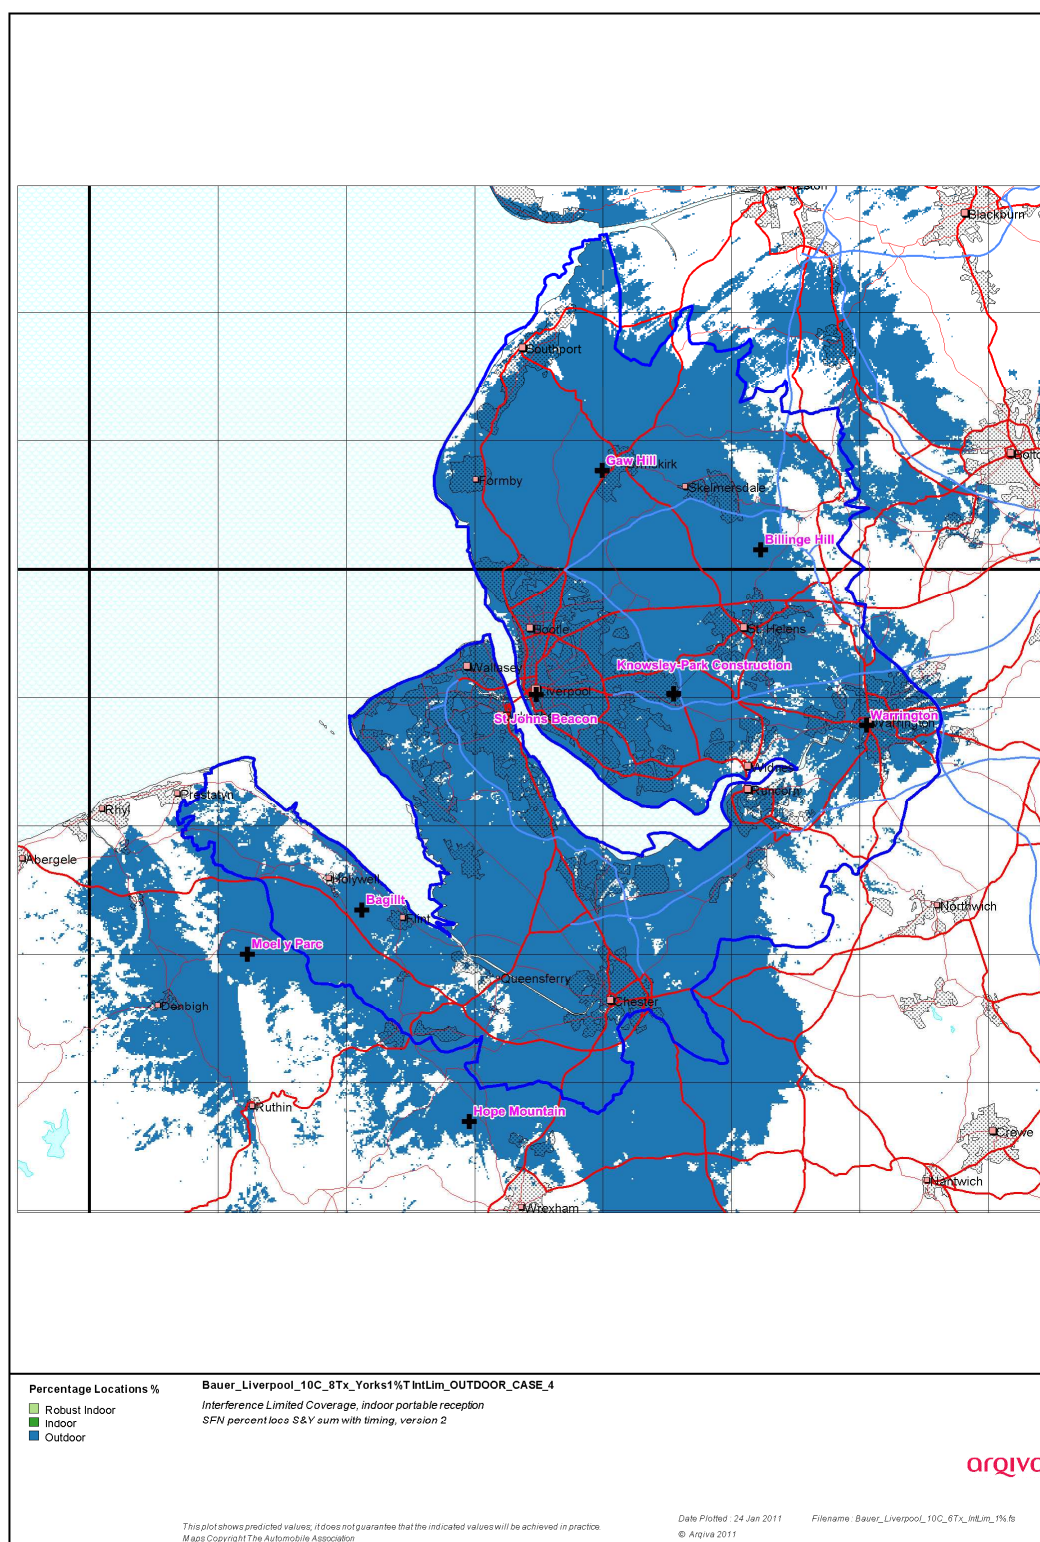 Blackburn
Southport
Gaw Hill
Formby
Skelmersdale
Billinge Hill
Bootle
St. Helens
Wallasey
Knowsley Park Construction
Liverpool
St Johns Beacon
Warrington
Warrington
Widnes
Runcorn
Prestatyn
Rhyl
Abergele
Holywell
Bagillt
Flint
Northwich
Moel y Parc
Queensferry
Chester
Denbigh
Ruthin
Hope Mountain
Crewe
Nantwich
Wrexham
Percentage Locations %
Robust Indoor
Indoor
Outdoor
Bauer_Liverpool_10C_8Tx_Yorks1%TIntLim_OUTDOOR_CASE_4
Interference Limited Coverage, indoor portable reception
SFN percent locs S&Y sum with timing, version 2
arqiva
This plot shows predicted values; it does not guarantee that the indicated values will be achieved in practice
Maps Copyright The Automobile Association
Date Plotted : 24 Jan 2011
Filename : Bauer_Liverpool_10C_6Tx_IntLim_1%.fs
© Arqiva 2011